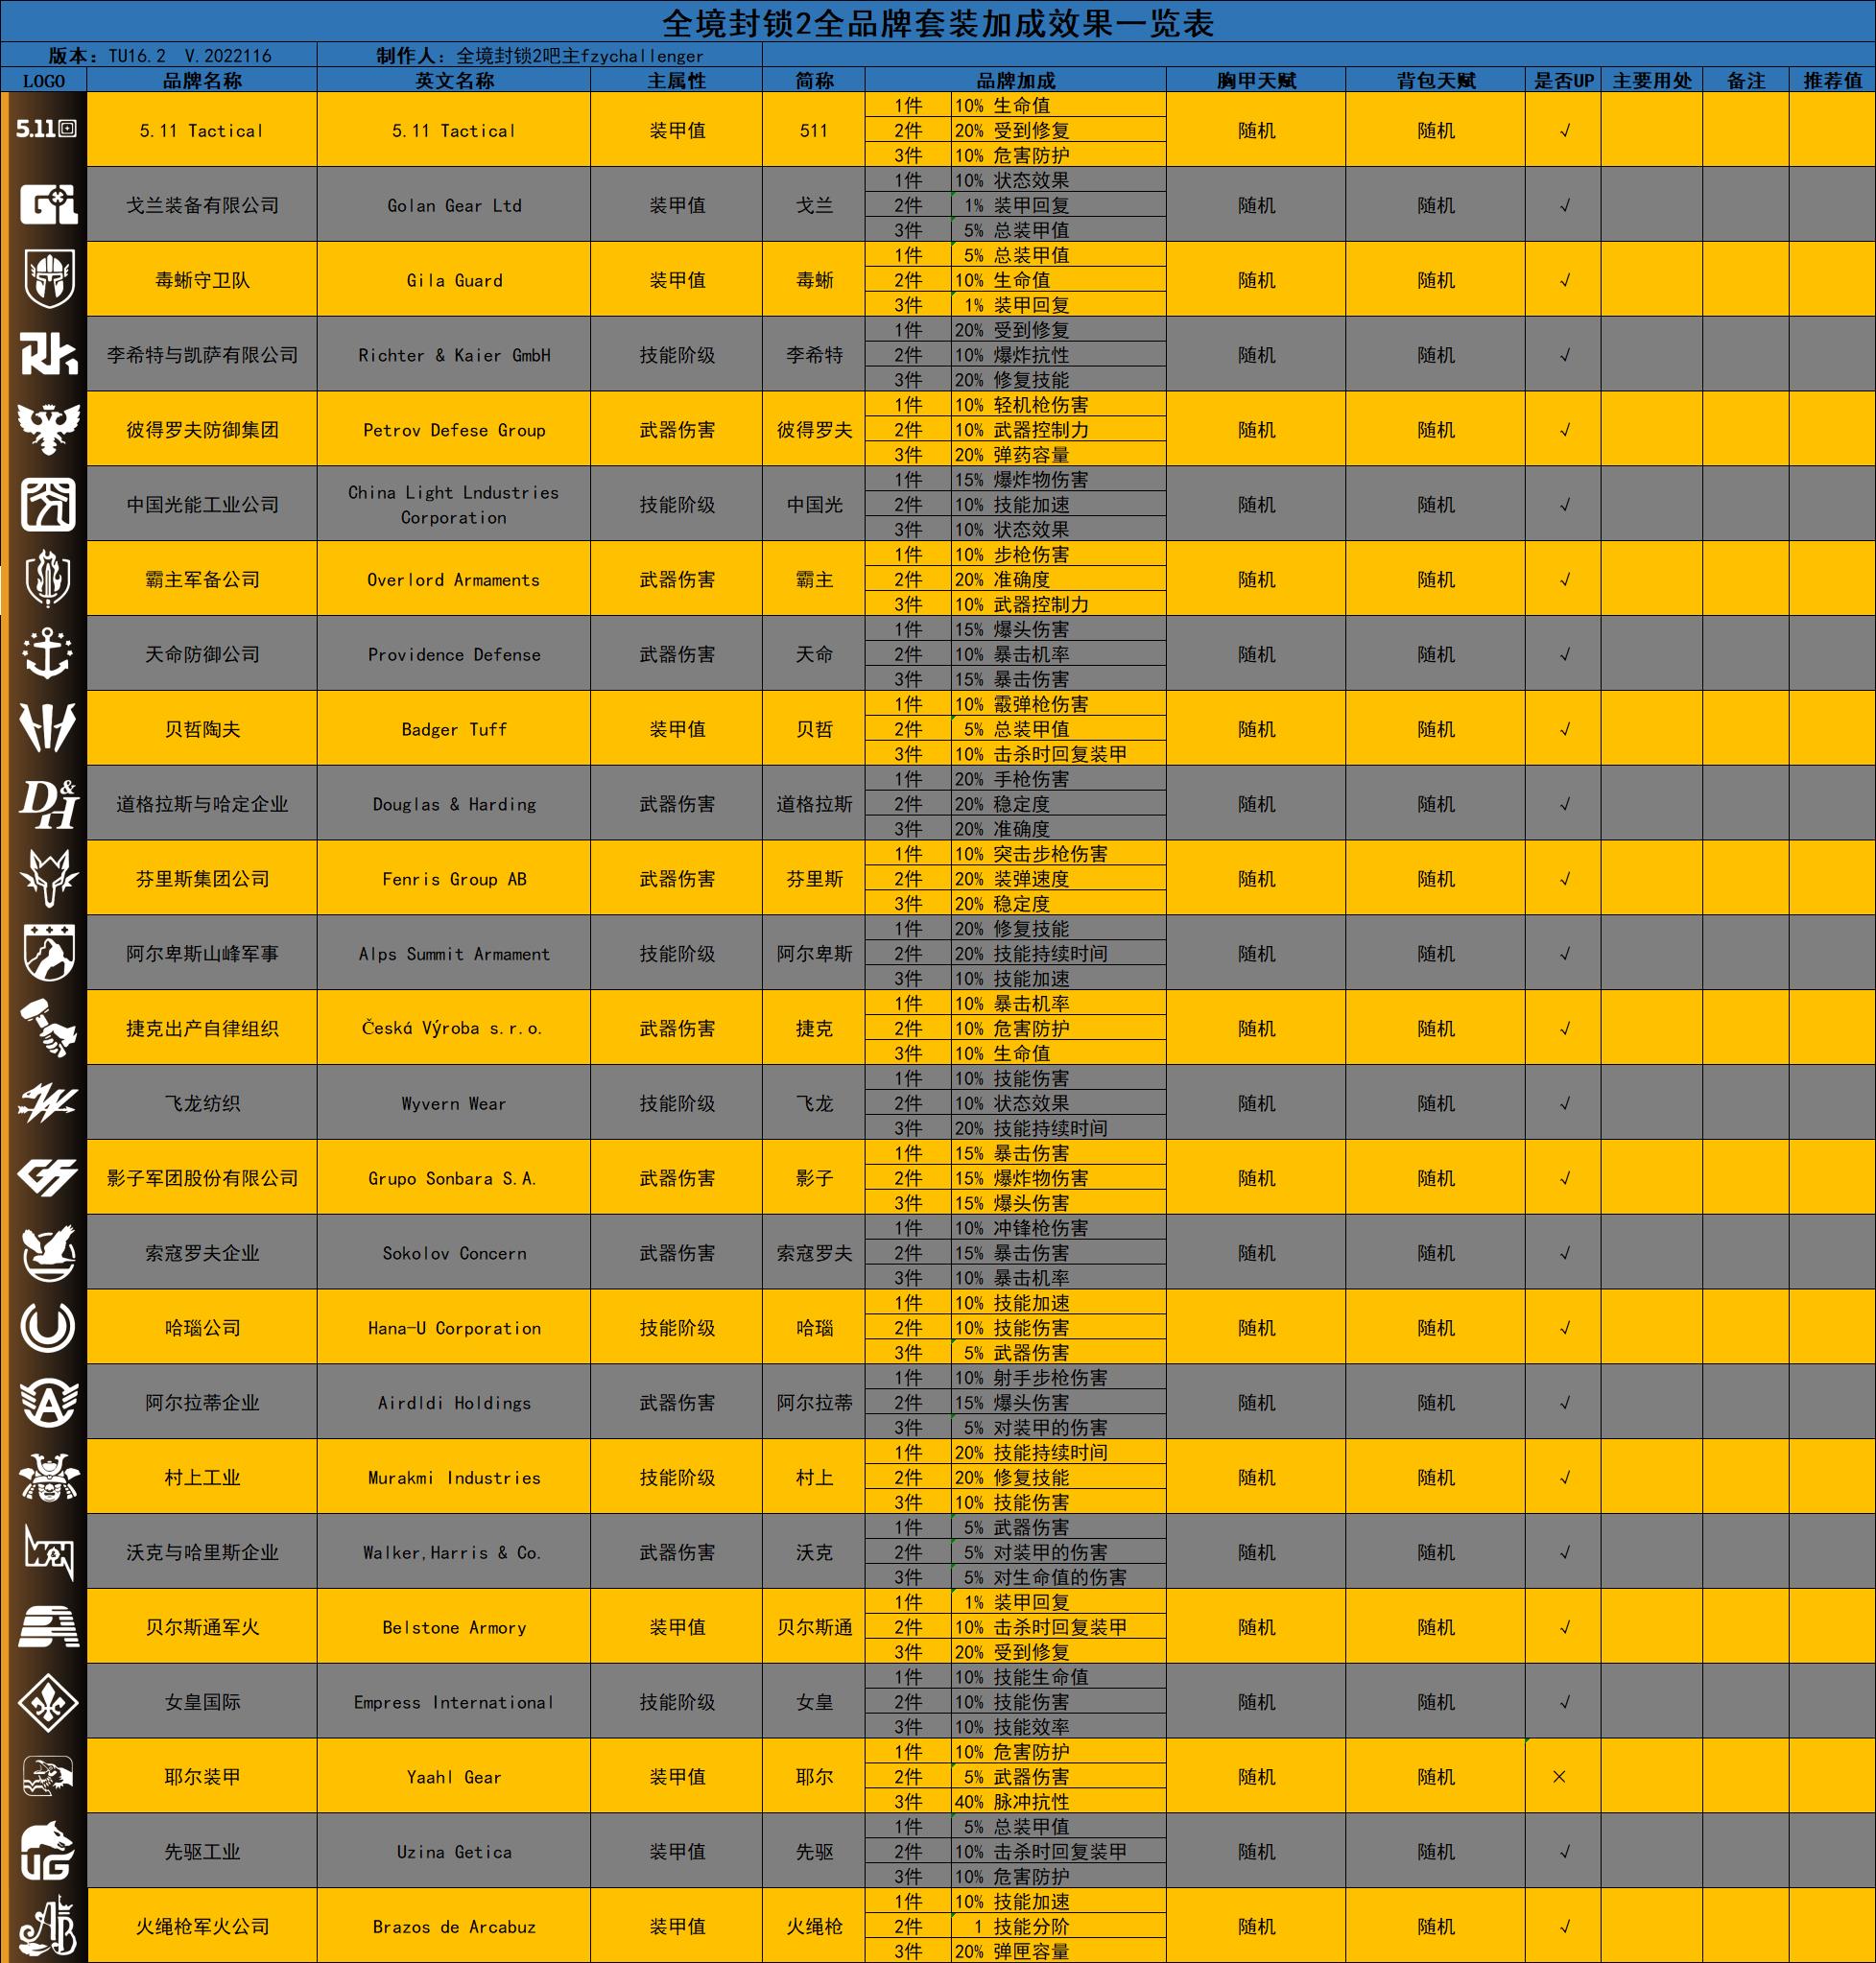 全境封锁2全品牌套装加成效果一览表
版本：TU16.2 V.2022116 制作人：全境封锁2吧主fzychallenger
LOGO 品牌名称 英文名称 主属性 简称 品牌加成 胸甲天赋 背包天赋 是否UP 主要用处 备注 推荐值
1件 10% 生命值
5.11 5.11 Tactical 5.11 Tactical 装甲值 511 2件 20% 受到修复 随机 随机 √
3件 10% 危害防护
1件 10% 状态效果
戈兰装备有限公司 Golan Gear Ltd 装甲值 戈兰 2件 1% 装甲回复 随机 随机 √
3件 5% 总装甲值
1件 5% 总装甲值
毒蜥守卫队 Gila Guard 装甲值 毒蜥 2件 10% 生命值 随机 随机 √
3件 1% 装甲回复
1件 20% 受到修复
李希特与凯萨有限公司 Richter & Kaier GmbH 技能阶级 李希特 2件 10% 爆炸抗性 随机 随机 √
3件 20% 修复技能
1件 10% 轻机枪伤害
彼得罗夫防御集团 Petrov Defese Group 武器伤害 彼得罗夫 2件 10% 武器控制力 随机 随机 √
3件 20% 弹药容量
1件 15% 爆炸物伤害
中国光能工业公司 China Light Lndustries 技能阶级 中国光 2件 10% 技能加速 随机 随机 √
Corporation
3件 10% 状态效果
1件 10% 步枪伤害
霸主军备公司 Overlord Armaments 武器伤害 霸主 2件 20% 准确度 随机 随机 √
3件 10% 武器控制力
1件 15% 爆头伤害
天命防御公司 Providence Defense 武器伤害 天命 2件 10% 暴击机率 随机 随机 √
3件 15% 暴击伤害
1件 10% 霰弹枪伤害
贝哲陶夫 Badger Tuff 装甲值 贝哲 2件 5% 总装甲值 随机 随机 √
3件 10% 击杀时回复装甲
1件 20% 手枪伤害
D&H 道格拉斯与哈定企业 Douglas & Harding 武器伤害 道格拉斯 2件 20% 稳定度 随机 随机 √
3件 20% 准确度
1件 10% 突击步枪伤害
芬里斯集团公司 Fenris Group AB 武器伤害 芬里斯 2件 20% 装弹速度 随机 随机 √
3件 20% 稳定度
1件 20% 修复技能
阿尔卑斯山峰军事 Alps Summit Armament 技能阶级 阿尔卑斯 2件 20% 技能持续时间 随机 随机 √
3件 10% 技能加速
1件 10% 暴击机率
捷克出产自律组织 Česká Výroba s.r.o. 武器伤害 捷克 2件 10% 危害防护 随机 随机 √
3件 10% 生命值
1件 10% 技能伤害
飞龙纺织 Wyvern Wear 技能阶级 飞龙 2件 10% 状态效果 随机 随机 √
3件 20% 技能持续时间
1件 15% 暴击伤害
影子军团股份有限公司 Grupo Sonbara S.A. 武器伤害 影子 2件 15% 爆炸物伤害 随机 随机 √
3件 15% 爆头伤害
1件 10% 冲锋枪伤害
索寇罗夫企业 Sokolov Concern 武器伤害 索寇罗夫 2件 15% 暴击伤害 随机 随机 √
3件 10% 暴击机率
1件 10% 技能加速
哈瑙公司 Hana-U Corporation 技能阶级 哈瑙 2件 10% 技能伤害 随机 随机 √
3件 5% 武器伤害
1件 10% 射手步枪伤害
A 阿尔拉蒂企业 Airdldi Holdings 武器伤害 阿尔拉蒂 2件 15% 爆头伤害 随机 随机 √
3件 5% 对装甲的伤害
1件 20% 技能持续时间
村上工业 Murakmi Industries 技能阶级 村上 2件 20% 修复技能 随机 随机 √
3件 10% 技能伤害
1件 5% 武器伤害
沃克与哈里斯企业 Walker,Harris & Co. 武器伤害 沃克 2件 5% 对装甲的伤害 随机 随机 √
3件 5% 对生命值的伤害
1件 1% 装甲回复
贝尔斯通军火 Belstone Armory 装甲值 贝尔斯通 2件 10% 击杀时回复装甲 随机 随机 √
3件 20% 受到修复
1件 10% 技能生命值
女皇国际 Empress International 技能阶级 女皇 2件 10% 技能伤害 随机 随机 √
3件 10% 技能效率
1件 10% 危害防护
耶尔装甲 Yaahl Gear 装甲值 耶尔 2件 5% 武器伤害 随机 随机 ×
3件 40% 脉冲抗性
1件 5% 总装甲值
UG 先驱工业 Uzina Getica 装甲值 先驱 2件 10% 击杀时回复装甲 随机 随机 √
3件 10% 危害防护
1件 10% 技能加速
AB 火绳枪军火公司 Brazos de Arcabuz 装甲值 火绳枪 2件 1 技能分阶 随机 随机 √
3件 20% 弹匣容量